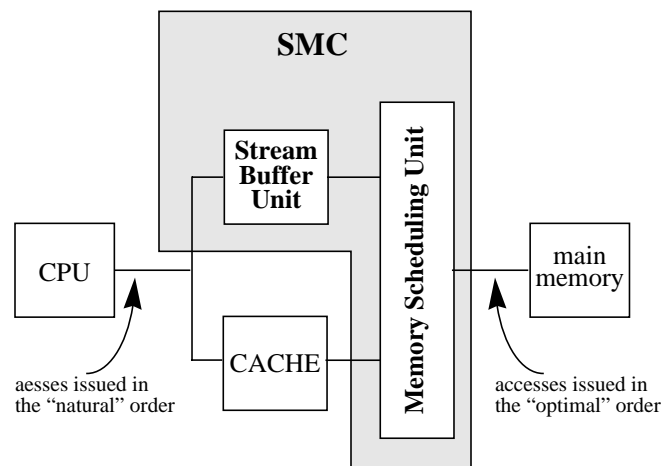 SMC
Stream
Buffer
Unit
Memory Scheduling Unit
CPU
main
memory
CACHE
aesses issued in
the “natural” order
accesses issued in
the “optimal” order